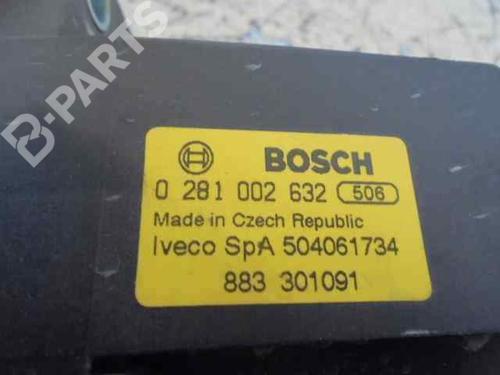 B-PARTS
BOSCH
0 281 002 632 506
Made in Czech Republic
Iveco SpA 504061734
883 301091